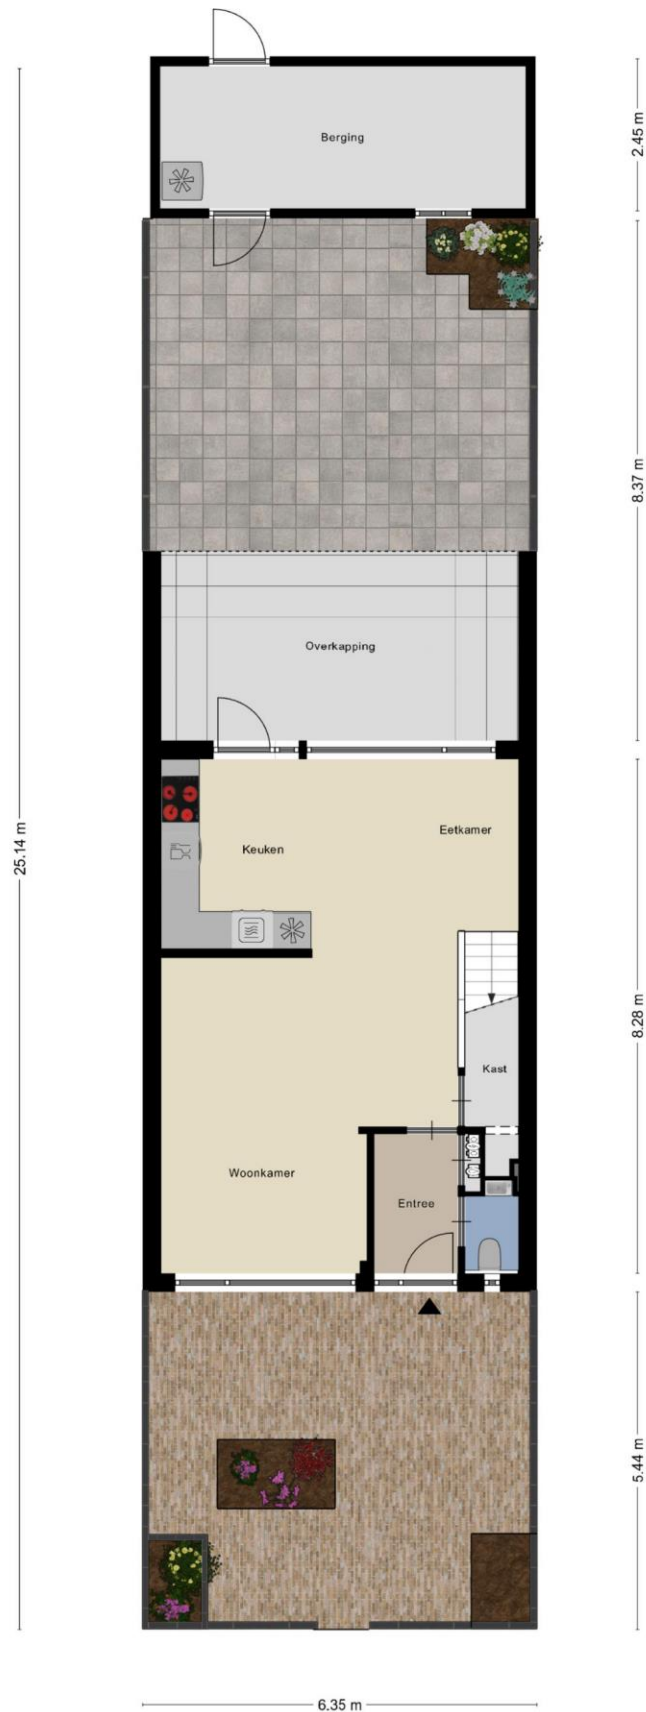 Berging
2.45 m
8.37 m
Overkapping
Keuken
Eetkamer
25.14 m
8.28 m
Kast
Woonkamer
Entree
5.44 m
6.35 m